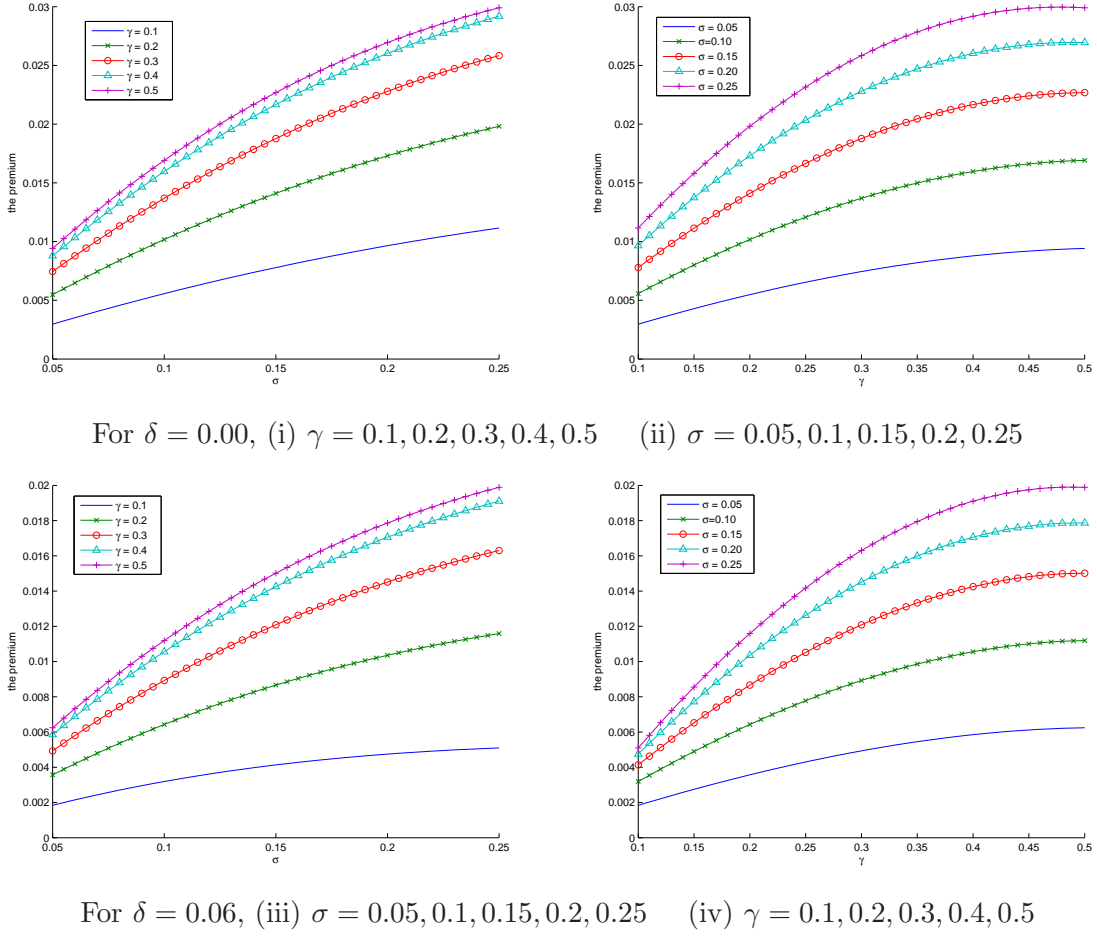 γ = 0.1
γ = 0.2
γ = 0.3
γ = 0.4
γ = 0.5
0.03
0.025
0.02
0.015
0.01
0.005
0
the premium
0.05 0.1 0.15 0.2 0.25
σ
σ = 0.05
σ=0.10
σ = 0.15
σ = 0.20
σ = 0.25
0.03
0.025
0.02
0.015
0.01
0.005
0
the premium
0.1 0.15 0.2 0.25 0.3 0.35 0.4 0.45 0.5
γ
For δ = 0.00, (i) γ = 0.1, 0.2, 0.3, 0.4, 0.5 (ii) σ = 0.05, 0.1, 0.15, 0.2, 0.25
γ = 0.1
γ = 0.2
γ = 0.3
γ = 0.4
γ = 0.5
0.02
0.018
0.016
0.014
0.012
0.01
0.008
0.006
0.004
0.002
0
the premium
0.05 0.1 0.15 0.2 0.25
σ
σ = 0.05
σ=0.10
σ = 0.15
σ = 0.20
σ = 0.25
0.02
0.018
0.016
0.014
0.012
0.01
0.008
0.006
0.004
0.002
0
the premium
0.1 0.15 0.2 0.25 0.3 0.35 0.4 0.45 0.5
γ
For δ = 0.06, (iii) σ = 0.05, 0.1, 0.15, 0.2, 0.25 (iv) γ = 0.1, 0.2, 0.3, 0.4, 0.5